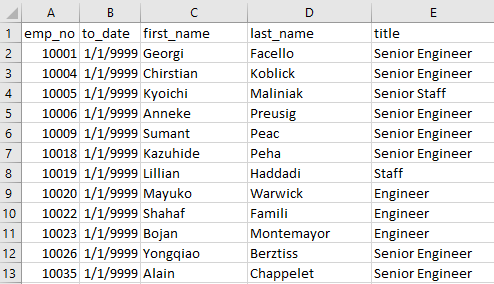 A B C D E
1 emp_no to_date first_name last_name title
2 10001 1/1/9999 Georgi Facello Senior Engineer
3 10004 1/1/9999 Chirstian Koblick Senior Engineer
4 10005 1/1/9999 Kyoichi Maliniak Senior Staff
5 10006 1/1/9999 Anneke Preusig Senior Engineer
6 10009 1/1/9999 Sumant Peac Senior Engineer
7 10018 1/1/9999 Kazuhide Peha Senior Engineer
8 10019 1/1/9999 Lillian Haddadi Staff
9 10020 1/1/9999 Mayuko Warwick Engineer
10 10022 1/1/9999 Shahaf Famili Engineer
11 10023 1/1/9999 Bojan Montemayor Engineer
12 10026 1/1/9999 Yongqiao Berztiss Senior Engineer
13 10035 1/1/9999 Alain Chappelet Senior Engineer